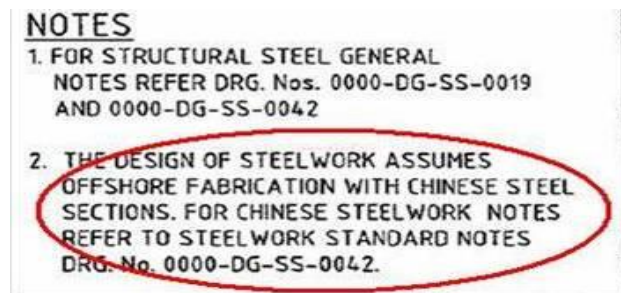 NOTES
1. FOR STRUCTURAL STEEL GENERAL
NOTES REFER DRG. Nos. 0000-DG-SS-0019
AND 0000-DG-SS-0042
2. THE DESIGN OF STEELWORK ASSUMES
OFFSHORE FABRICATION WITH CHINESE STEEL
SECTIONS. FOR CHINESE STEELWORK NOTES
REFER TO STEELWORK STANDARD NOTES
DRG. No. 0000-DG-SS-0042.